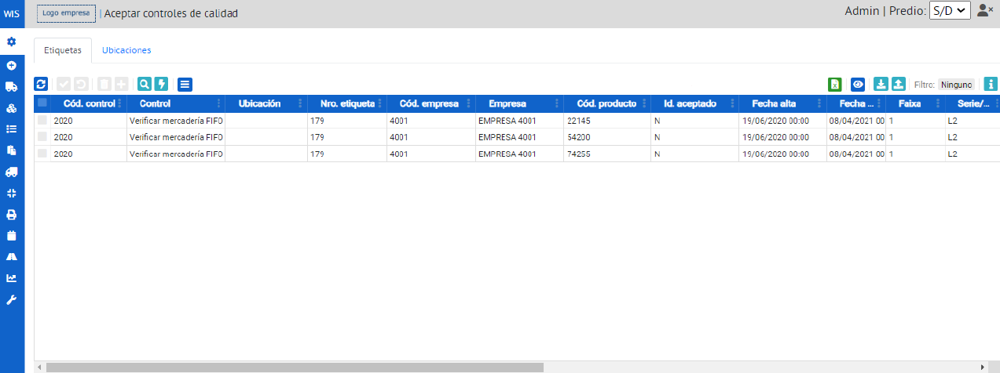 WIS Logo empresa | Aceptar controles de calidad Admin | Predio: S/D
Etiquetas Ubicaciones
Filtro: Ninguno
Cód. control Control Ubicación Nro. etiqueta Cód. empresa Empresa Cód. producto Id. aceptado Fecha alta Fecha ... Faixa Serie/...
2020 Verificar mercadería FIFO 179 4001 EMPRESA 4001 22145 N 19/06/2020 00:00 08/04/2021 00 1 L2
2020 Verificar mercadería FIFO 179 4001 EMPRESA 4001 54200 N 19/06/2020 00:00 08/04/2021 00 1 L2
2020 Verificar mercadería FIFO 179 4001 EMPRESA 4001 74255 N 19/06/2020 00:00 08/04/2021 00 1 L2